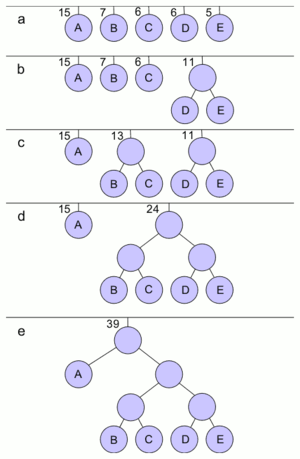 a
15 7 6 6 5
A B C D E
b
15 7 6 11
A B C
D E
c
15 13 11
A
B C D E
d
15 24
A
B C D E
e
39
A
B C D E